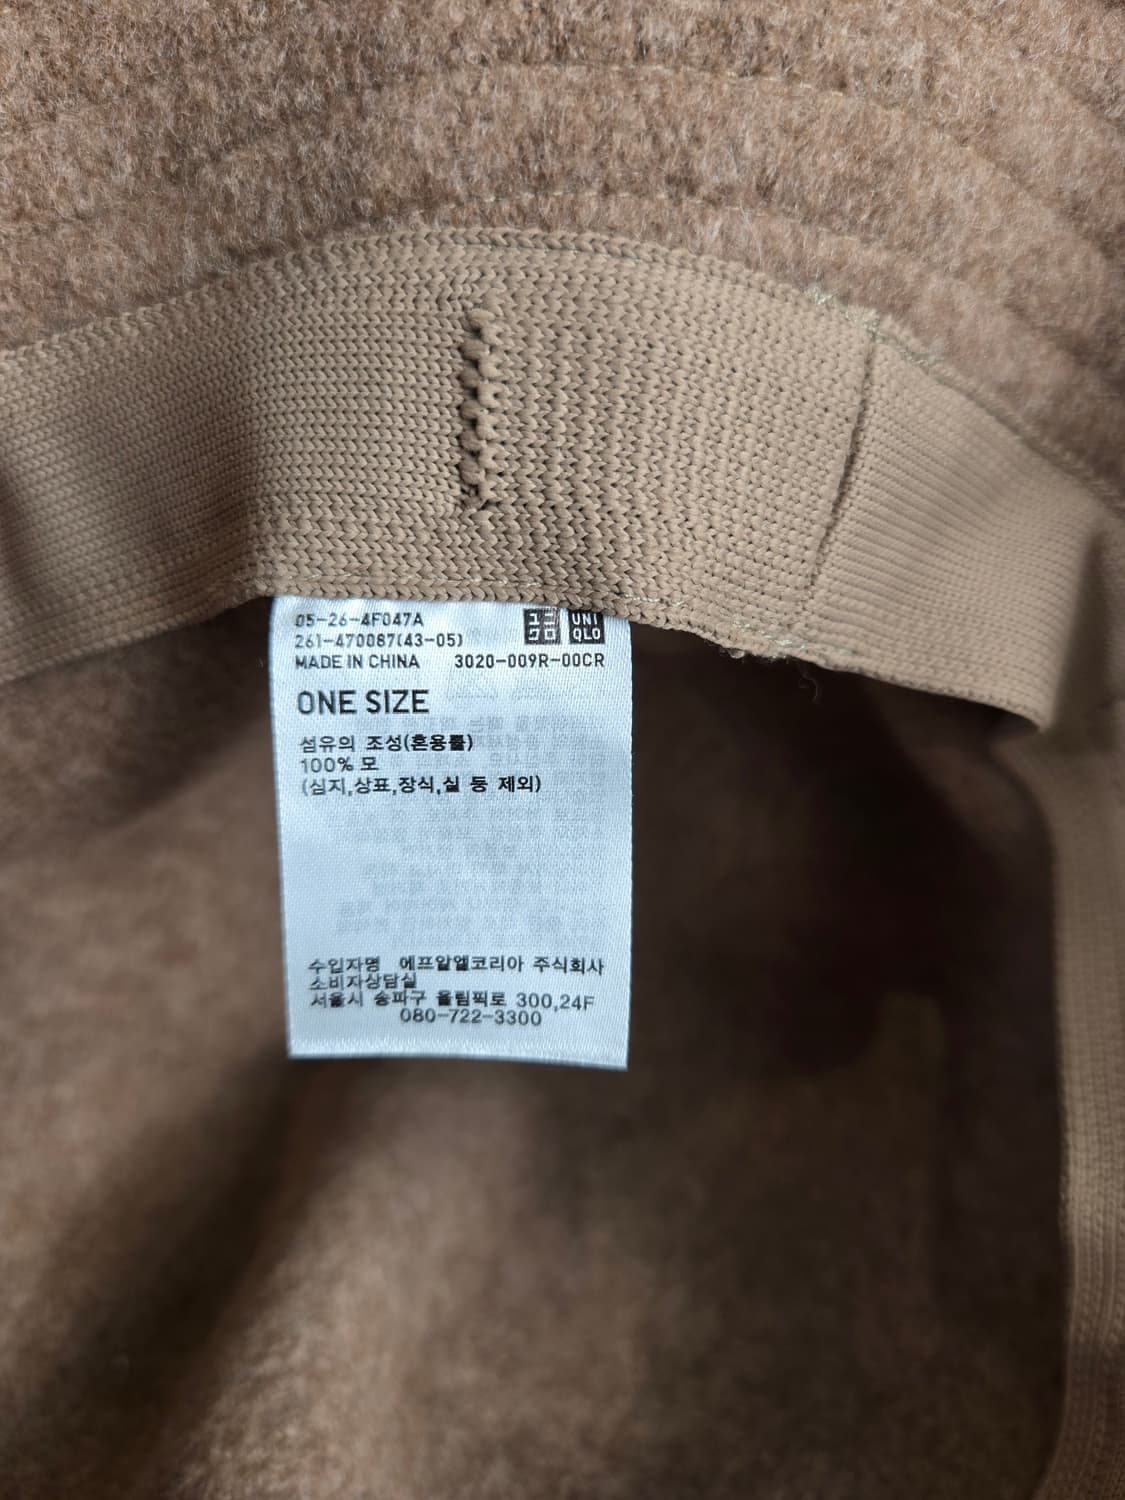 05-26-4F047A
261-470087(43-05)
MADE IN CHINA 3020-009R-00CR
ユニ
クロ
UNI
QLO
ONE SIZE
섬유의 조성(혼용률)
100% 모
(심지,상표,장식,실 등 제외)
수입자명 에프알엘코리아 주식회사
소비자상담실
서울시 송파구 올림픽로 300,24F
080-722-3300